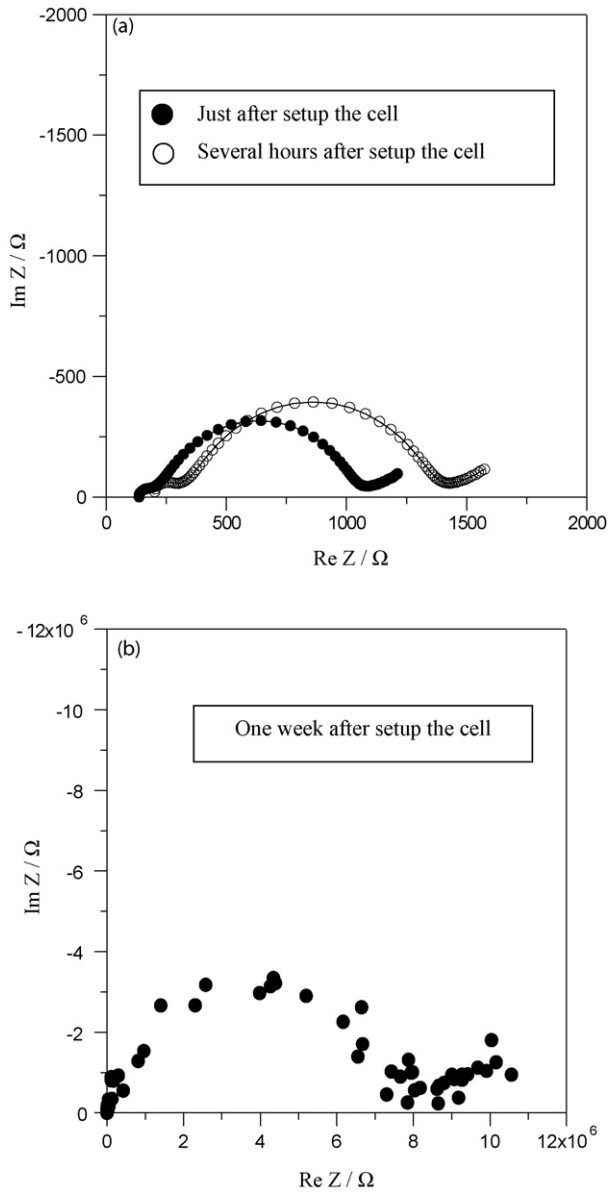 (a)
-2000
-1500
-1000
-500
0
Im Z / Ω
Just after setup the cell
Several hours after setup the cell
0 500 1000 1500 2000
Re Z / Ω
(b)
- 12x10 6
-10
-8
-6
-4
-2
0
Im Z / Ω
One week after setup the cell
0 2 4 6 8 10 12x10 6
Re Z / Ω